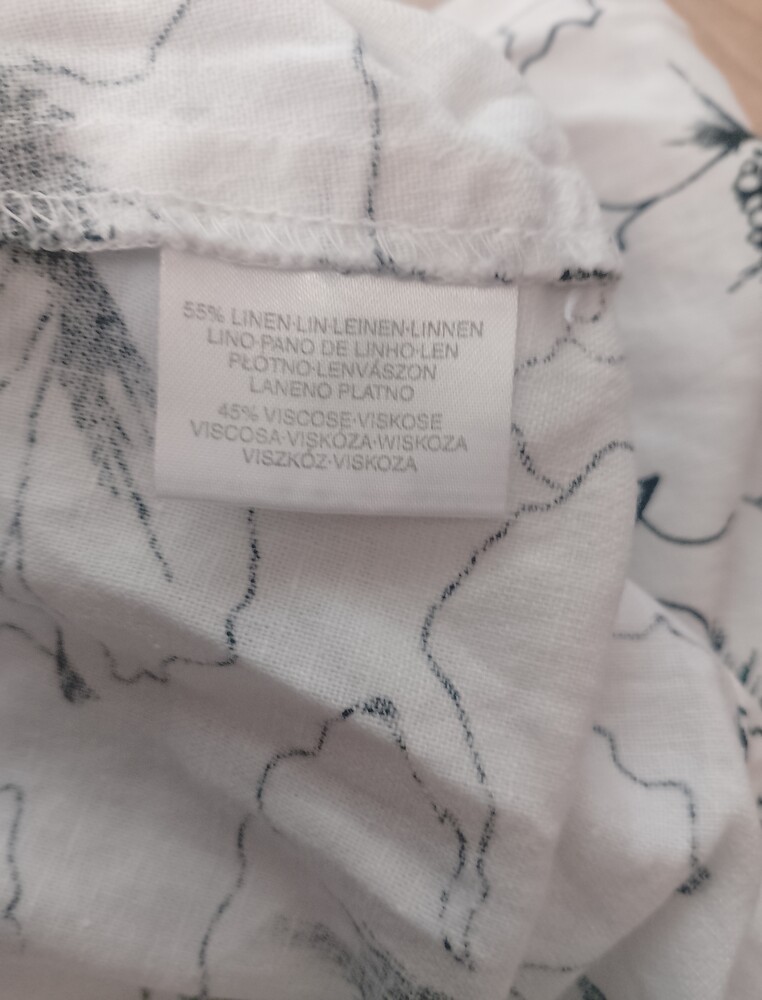 55% LINEN·LIN·LEINEN·LINNEN
LINO·PANO DE LINHO·LEN
PŁÓTNO·LENVÁSZON
LANENO PLATNO
45% VISCOSE·VISKOSE
VISCOSA·VISKÓZA·WISKOZA
VISZKÓZ·VISKOZA